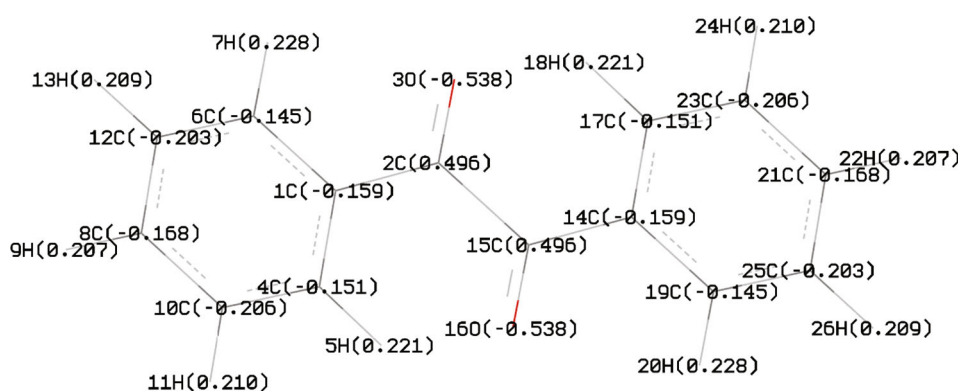 24H(0.210)
7H(0.228)
18H(0.221)
13H(0.209)
3O(-0.538)
23C(-0.206)
6C(-0.145)
17C(-0.151)
12C(-0.203)
2C(0.496)
22H(0.207)
21C(-0.168)
1C(-0.159)
14C(-0.159)
8C(-0.168)
15C(0.496)
9H(0.207)
25C(-0.203)
4C(-0.151)
19C(-0.145)
10C(-0.206)
16O(-0.538)
26H(0.209)
5H(0.221)
20H(0.228)
11H(0.210)